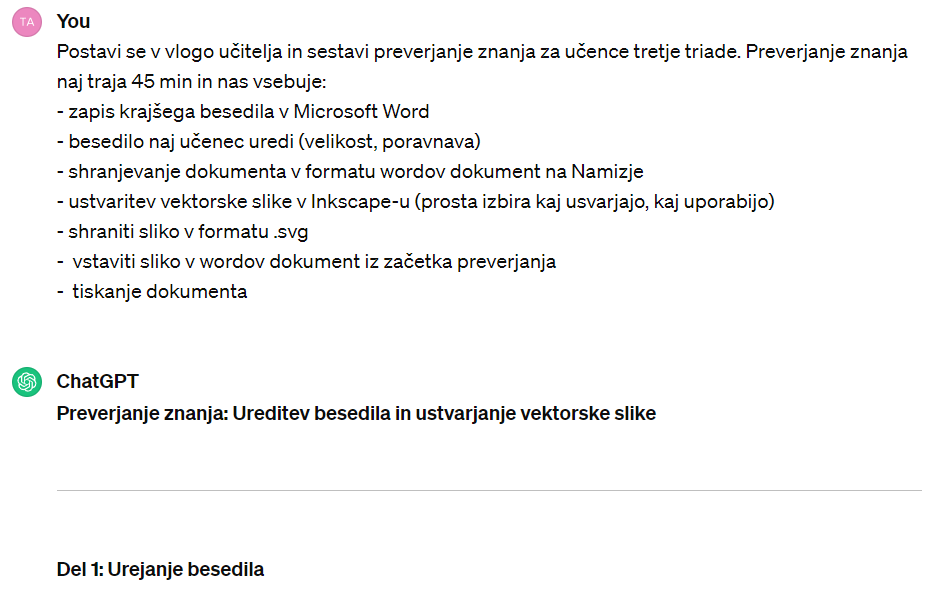 TA
You
Postavi se v vlogo učitelja in sestavi preverjanje znanja za učence tretje triade. Preverjanje znanja
naj traja 45 min in nas vsebuje:
- zapis krajšega besedila v Microsoft Word
- besedilo naj učenec uredi (velikost, poravnava)
- shranjevanje dokumenta v formatu wordov dokument na Namizje
- ustvaritev vektorske slike v Inkscape-u (prosta izbira kaj usvarjajo, kaj uporabijo)
- shraniti sliko v formatu .svg
- vstaviti sliko v wordov dokument iz začetka preverjanja
- tiskanje dokumenta
ChatGPT
Preverjanje znanja: Ureditev besedila in ustvarjanje vektorske slike
Del 1: Urejanje besedila